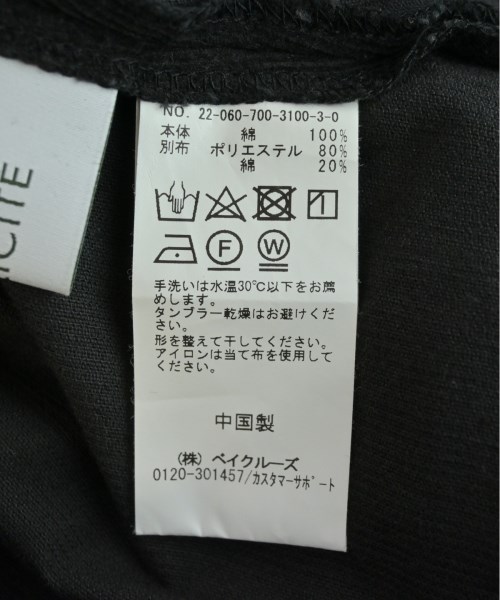 NO. 22-060-700-3100-3-0
本体 綿 100%
別布 ポリエステル 80%
綿 20%
F W
手洗いは水温30℃以下をお薦
めします。
タンブラー乾燥はお避けくだ
さい。
形を整えて干してください。
アイロンは当て布を使用して
ください。
中国製
(株) ベイクルーズ
0120-301457/カスタマーサポート